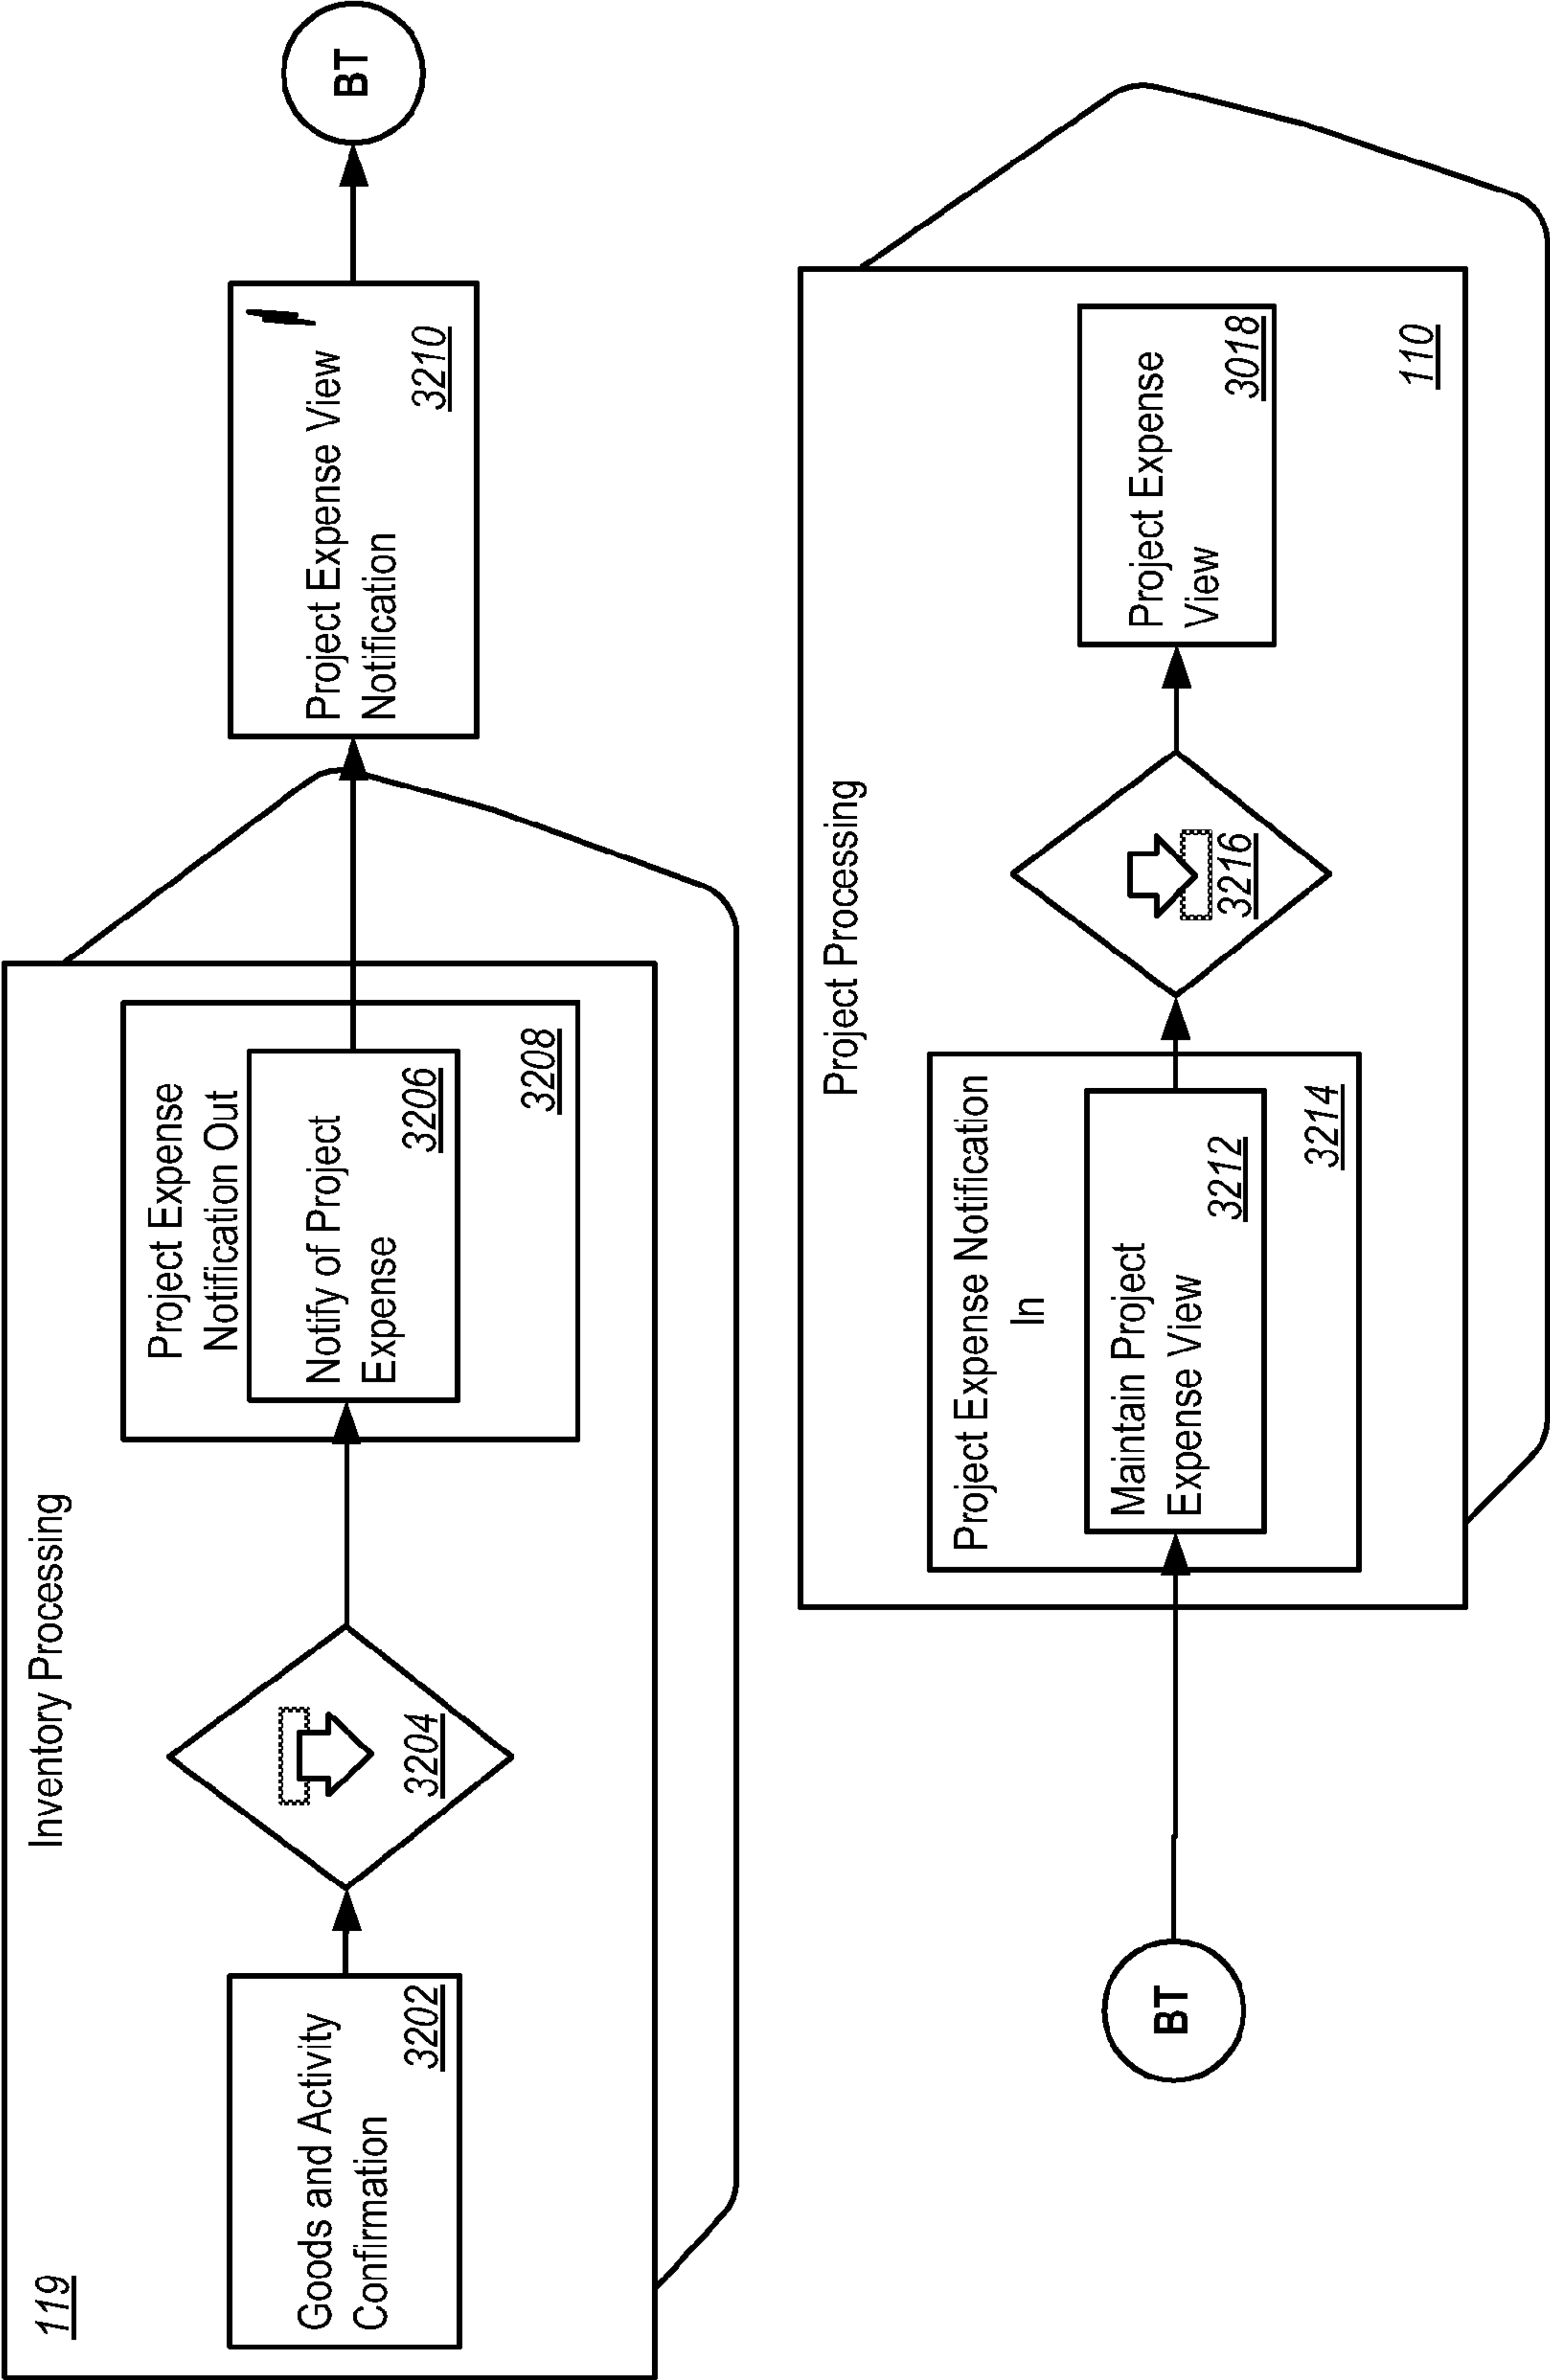 119
Inventory Processing
Goods and Activity
Confirmation
3202
3204
Project Expense
Notification Out
Notify of Project
Expense
3206
3208
Project Expense View
Notification
3210
BT
BT
Project Processing
Project Expense Notification
In
Maintain Project
Expense View
3212
3214
3216
Project Expense
View
3018
110